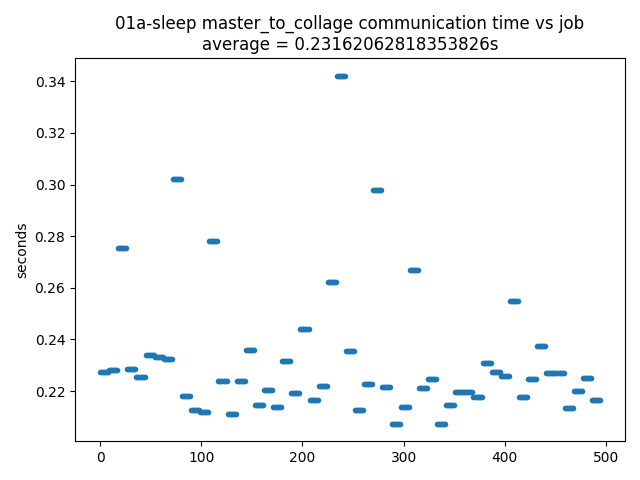 01a-sleep master_to_collage communication time vs job
average = 0.23162062818353826s
0.34
0.32
0.30
0.28
0.26
0.24
0.22
seconds
0 100 200 300 400 500